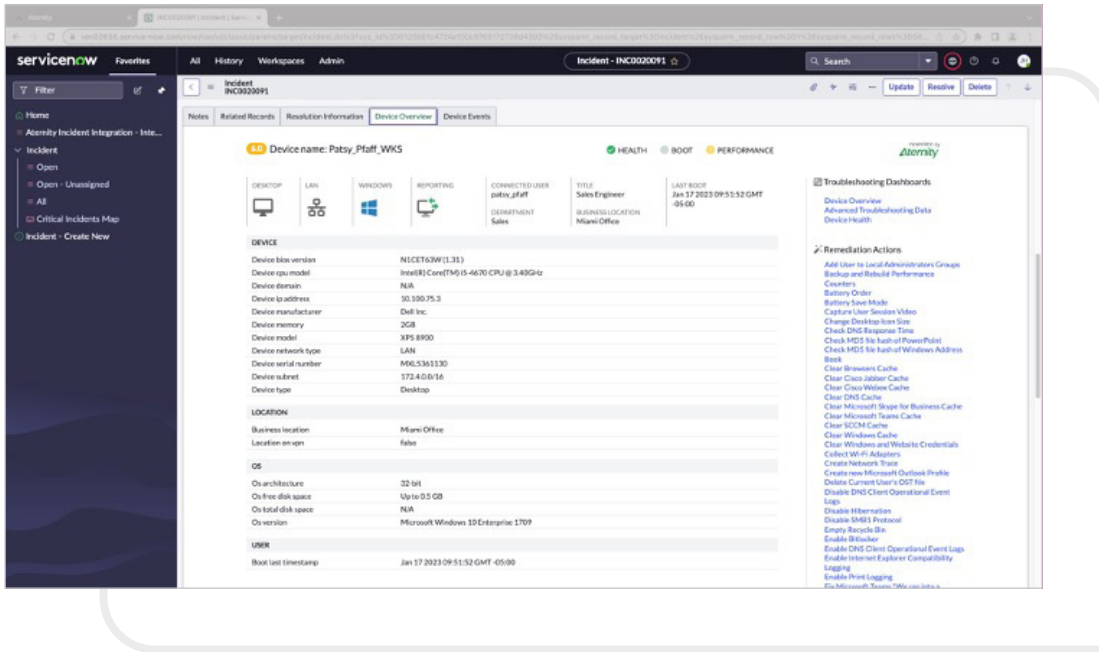 servicenow
Favorites
All
History
Workspaces
Admin
Incident - INC0020091
Search
Filter
Incident
INC0020091
Update
Resolve
Delete
Home
Aternity Incident Integration - Inte...
Incident
Open
Open - Unassigned
All
Critical Incidents Map
Incident - Create New
Notes
Related Records
Resolution Information
Device Overview
Device Events
6.0 Device name: Patsy_Pfaff_WKS
HEALTH
BOOT
PERFORMANCE
Aternity
DESKTOP
LAN
WINDOWS
REPORTING
CONNECTED USER
patsy_pfaff
DEPARTMENT
Sales
TITLE
Sales Engineer
BUSINESS LOCATION
Miami Office
LAST BOOT
Jan 17 2023 09:51:52 GMT
-05:00
DEVICE
Device bios version N1CET63W (1.31)
Device cpu model Intel(R) Core(TM) i5-4670 CPU @ 3.40GHz
Device domain N/A
Device ip address 10.100.75.3
Device manufacturer Dell Inc.
Device memory 2GB
Device model XPS 8900
Device network type LAN
Device serial number MXL5361130
Device subnet 172.4.0.0/16
Device type Desktop
LOCATION
Business location Miami Office
Location on vpn false
OS
Os architecture 32-bit
Os free disk space Up to 0.5 GB
Os total disk space N/A
Os version Microsoft Windows 10 Enterprise 1709
USER
Boot last timestamp Jan 17 2023 09:51:52 GMT -05:00
Troubleshooting Dashboards
Device Overview
Advanced Troubleshooting Data
Device Health
Remediation Actions
Add User to Local Administrators Groups
Backup and Rebuild Performance
Counters
Battery Order
Battery Save Mode
Capture User Session Video
Change Desktop Icon Size
Check DNS Response Time
Check MD5 file hash of PowerPoint
Check MD5 file hash of Windows Address
Book
Clear Browsers Cache
Clear Cisco Jabber Cache
Clear Cisco Webex Cache
Clear DNS Cache
Clear Microsoft Skype for Business Cache
Clear Microsoft Teams Cache
Clear SCCM Cache
Clear Windows Cache
Clear Windows and Website Credentials
Collect Wi-Fi Adapters
Create Network Trace
Create new Microsoft Outlook Profile
Delete Current User's OST file
Disable DNS Client Operational Event
Logs
Disable Hibernation
Disable SMB1 Protocol
Empty Recycle Bin
Enable Bitlocker
Enable DNS Client Operational Event Logs
Enable Internet Explorer Compatibility
Logging
Enable Print Logging